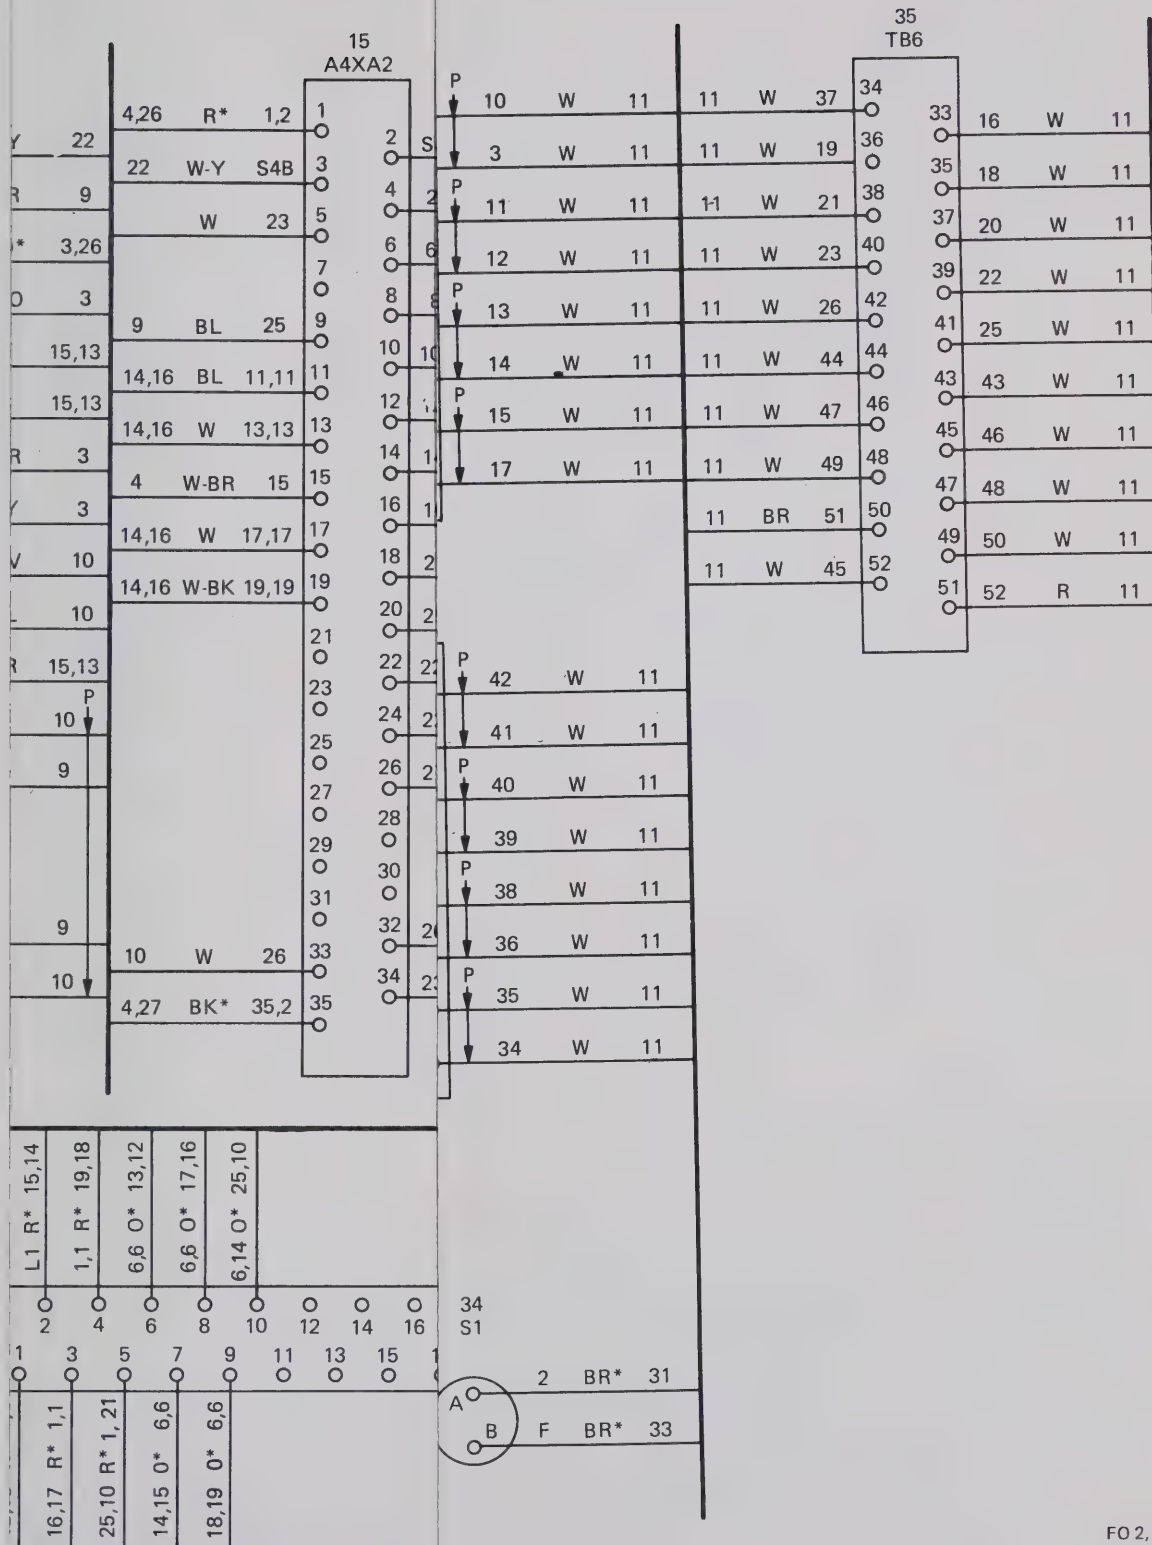 15
A4XA2
4,26 R* 1,2 1
22 W-Y S4B 3
W 23 5
7
9 BL 25 9
14,16 BL 11,11 11
14,16 W 13,13 13
4 W-BR 15 15
14,16 W 17,17 17
14,16 W-BK 19,19 19
21
23
25
27
29
31
10 W 26 33
4,27 BK* 35,2 35
2 S
4
6
8
10
12
14
16
18
20
22
24
26
28
30
32
34
22
9
3,26
3
15,13
15,13
3
3
10
10
15,13
P
10
9
9
10
P
10 W 11
3 W 11
P
11 W 11
12 W 11
P
13 W 11
14 W 11
P
15 W 11
17 W 11
P
42 W 11
41 W 11
P
40 W 11
39 W 11
P
38 W 11
36 W 11
P
35 W 11
34 W 11
35
TB6
11 W 37 34
11 W 19 36
11 W 21 38
11 W 23 40
11 W 26 42
11 W 44 44
11 W 47 46
11 W 49 48
11 BR 51 50
11 W 45 52
33 16 W 11
35 18 W 11
37 20 W 11
39 22 W 11
41 25 W 11
43 43 W 11
45 46 W 11
47 48 W 11
49 50 W 11
51 52 R 11
L1 R* 15,14
1,1 R* 19,18
6,6 O* 13,12
6,6 O* 17,16
6,14 O* 25,10
2 4 6 8 10 12 14 16
1 3 5 7 9 11 13 15
16,17 R* 1,1
25,10 R* 1,21
14,15 O* 6,6
18,19 O* 6,6
34
S1
A 2 BR* 31
B F BR* 33
FO 2,